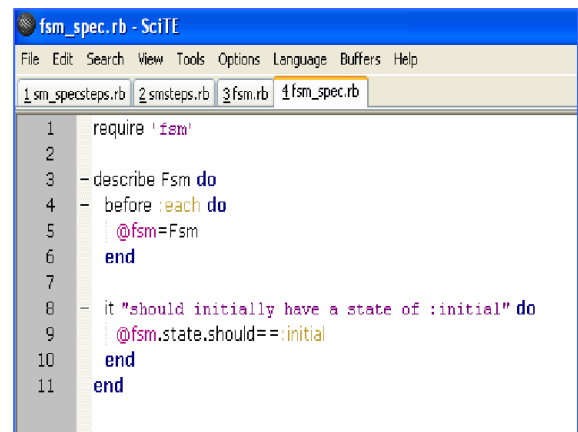 fsm_spec.rb - SciTE
File Edit Search View Tools Options Language Buffers Help
1 sm_specsteps.rb 2 smsteps.rb 3 fsm.rb 4 fsm_spec.rb
1 require 'fsm'
2
3 describe Fsm do
4 before :each do
5 @fsm=Fsm
6 end
7
8 it "should initially have a state of :initial" do
9 @fsm.state.should==:initial
10 end
11 end